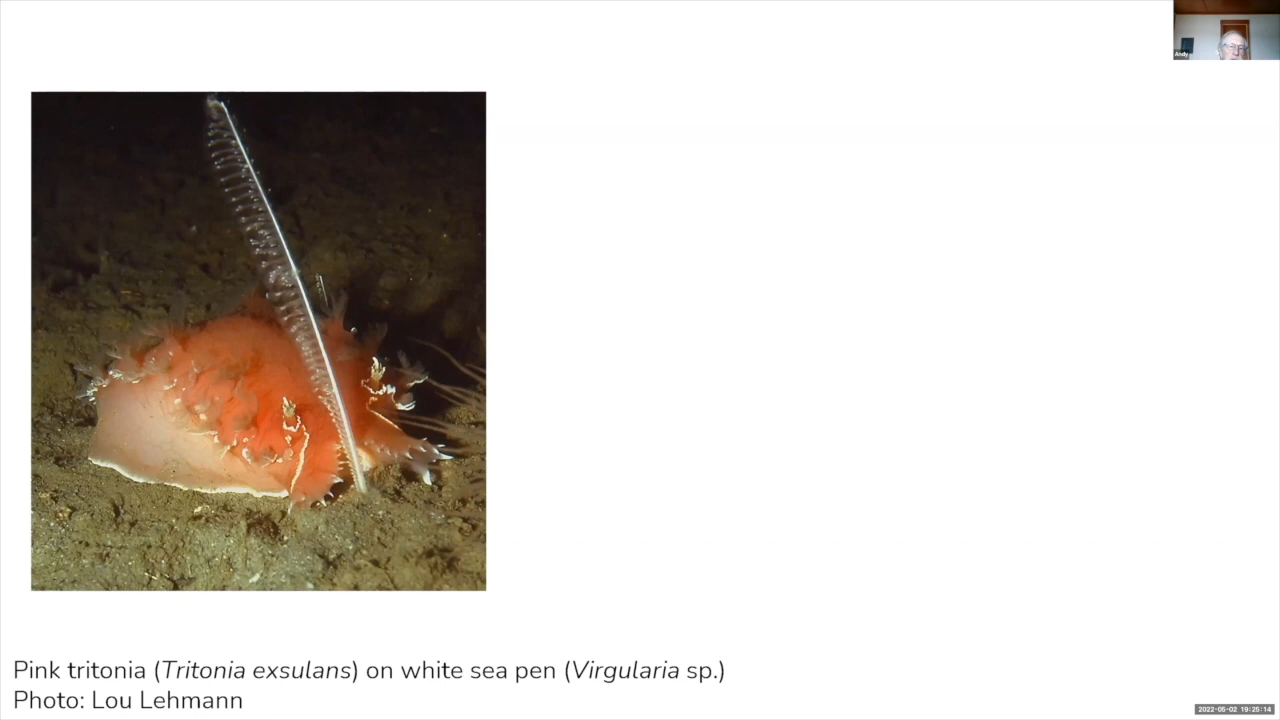 Andy
Pink tritonia (Tritonia exsulans) on white sea pen (Virgularia sp.)
Photo: Lou Lehmann
2022-05-02 19:25:14